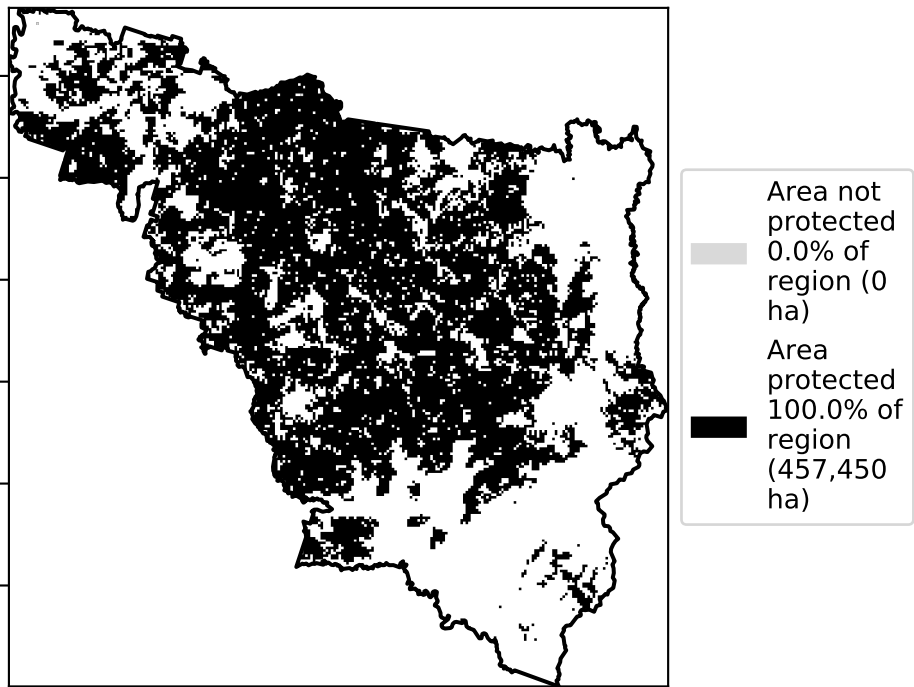 Area not
protected
0.0% of
region (0
ha)
Area
protected
100.0% of
region
(457,450
ha)